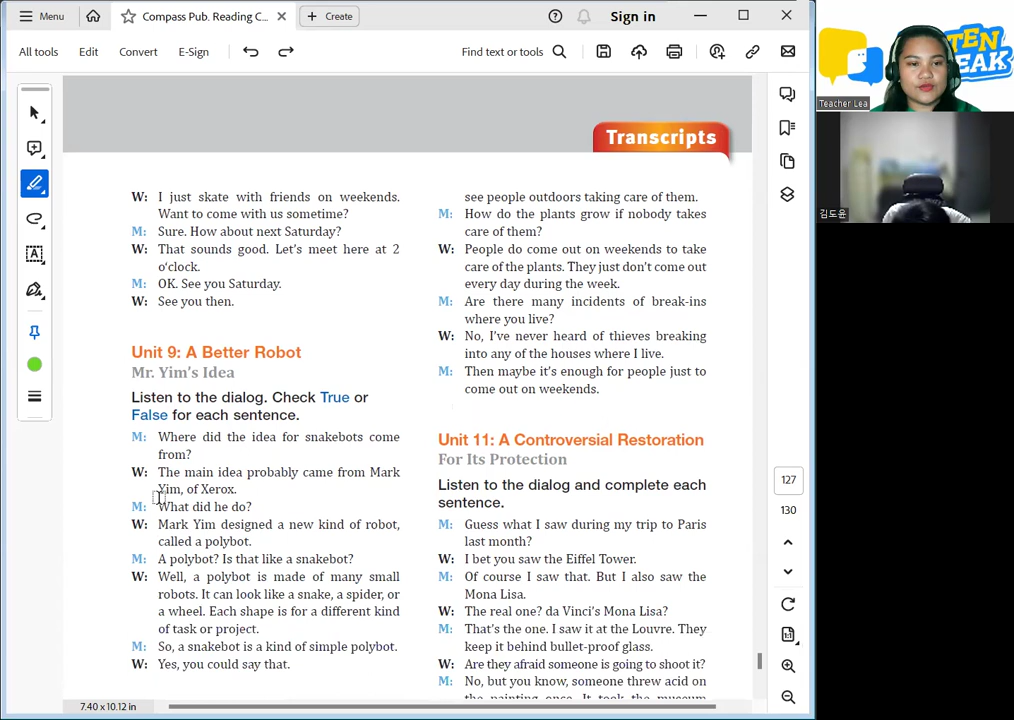 Menu
Compass Pub. Reading C...
Create
Sign in
All tools
Edit
Convert
E-Sign
Find text or tools
Transcripts
W: I just skate with friends on weekends.
Want to come with us sometime?
M: Sure. How about next Saturday?
W: That sounds good. Let's meet here at 2
o'clock.
M: OK. See you Saturday.
W: See you then.
Unit 9: A Better Robot
Mr. Yim's Idea
Listen to the dialog. Check True or
False for each sentence.
M: Where did the idea for snakebots come
from?
W: The main idea probably came from Mark
Yim, of Xerox.
M: What did he do?
W: Mark Yim designed a new kind of robot,
called a polybot.
M: A polybot? Is that like a snakebot?
W: Well, a polybot is made of many small
robots. It can look like a snake, a spider, or
a wheel. Each shape is for a different kind
of task or project.
M: So, a snakebot is a kind of simple polybot.
W: Yes, you could say that.
see people outdoors taking care of them.
M: How do the plants grow if nobody takes
care of them?
W: People do come out on weekends to take
care of the plants. They just don't come out
every day during the week.
M: Are there many incidents of break-ins
where you live?
W: No, I've never heard of thieves breaking
into any of the houses where I live.
M: Then maybe it's enough for people just to
come out on weekends.
Unit 11: A Controversial Restoration
For Its Protection
Listen to the dialog and complete each
sentence.
M: Guess what I saw during my trip to Paris
last month?
W: I bet you saw the Eiffel Tower.
M: Of course I saw that. But I also saw the
Mona Lisa.
W: The real one? da Vinci's Mona Lisa?
M: That's the one. I saw it at the Louvre. They
keep it behind bullet-proof glass.
W: Are they afraid someone is going to shoot it?
M: No, but you know, someone threw acid on
the painting once. It took the museum
127
130
7.40 x 10.12 in
TEN
EAK
Teacher Lea
김도윤